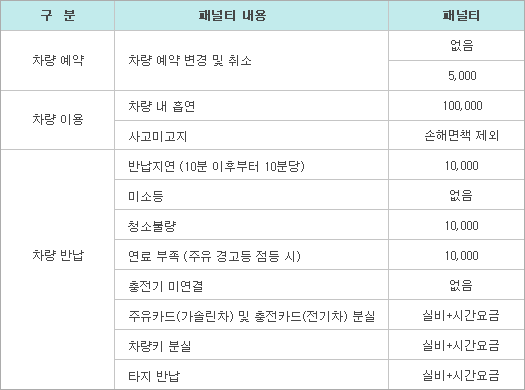 구 분 패널티 내용 패널티
차량 예약 차량 예약 변경 및 취소 없음
5,000
차량 이용 차량 내 흡연 100,000
사고미고지 손해면책 제외
차량 반납 반납지연 (10분 이후부터 10분당) 10,000
미소등 없음
청소불량 10,000
연료 부족 (주유 경고등 점등 시) 10,000
충전기 미연결 없음
주유카드(가솔린차) 및 충전카드(전기차) 분실 실비+시간요금
차량키 분실 실비+시간요금
타지 반납 실비+시간요금